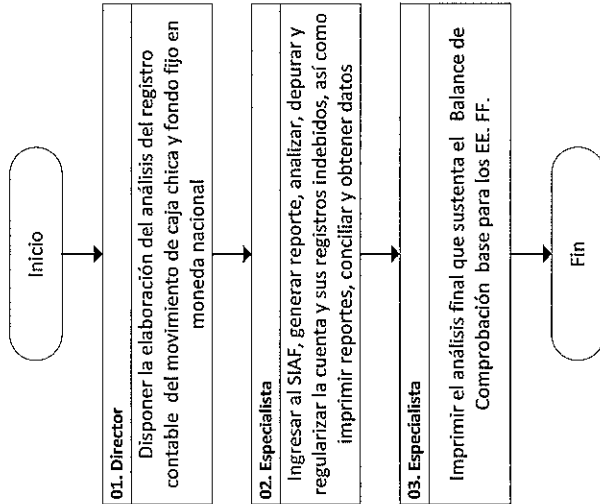 Inicio
01. Director
Disponer la elaboración del análisis del registro
contable del movimiento de caja chica y fondo fijo en
moneda nacional
02. Especialista
Ingresar al SIAF, generar reporte, analizar, depurar y
regularizar la cuenta y sus registros indebidos, así como
imprimir reportes, conciliar y obtener datos
03. Especialista
Imprimir el análisis final que sustenta el Balance de
Comprobación base para los EE. FF.
Fin